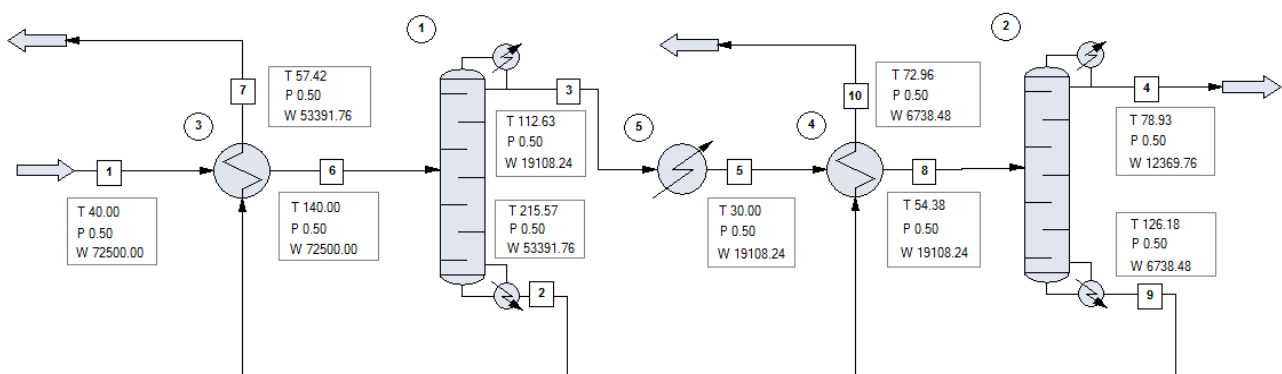 1
2
T 57.42
P 0.50
W 53391.76
7
3
T 72.96
P 0.50
W 6738.48
10
4
3
T 112.63
P 0.50
W 19108.24
5
4
T 78.93
P 0.50
W 12369.76
1
6
5
8
T 40.00
P 0.50
W 72500.00
T 140.00
P 0.50
W 72500.00
T 215.57
P 0.50
W 53391.76
T 30.00
P 0.50
W 19108.24
T 54.38
P 0.50
W 19108.24
T 126.18
P 0.50
W 6738.48
2
9